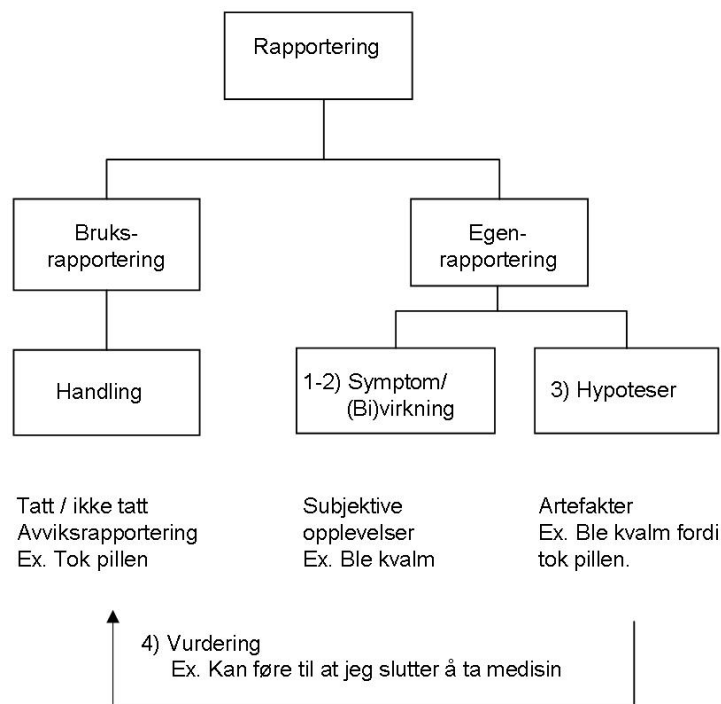 Rapportering
Bruks-
rapportering
Egen-
rapportering
Handling
1-2) Symptom/
(Bi)virkning
3) Hypoteser
Tatt / ikke tatt
Avviksrapportering
Ex. Tok pillen
Subjektive
opplevelser
Ex. Ble kvalm
Artefakter
Ex. Ble kvalm fordi
tok pillen.
4) Vurdering
Ex. Kan føre til at jeg slutter å ta medisin